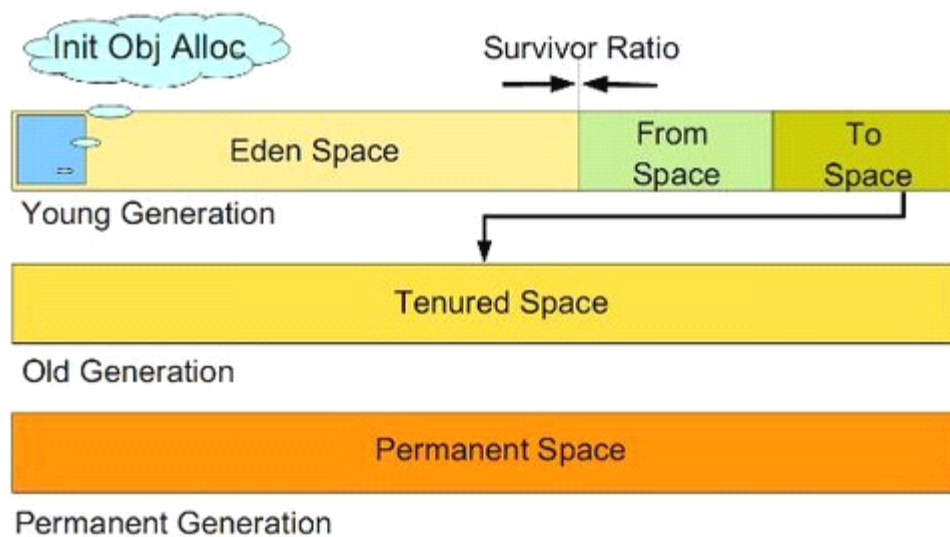 Init Obj Alloc
Survivor Ratio
Eden Space
From
Space
To
Space
Young Generation
Tenured Space
Old Generation
Permanent Space
Permanent Generation